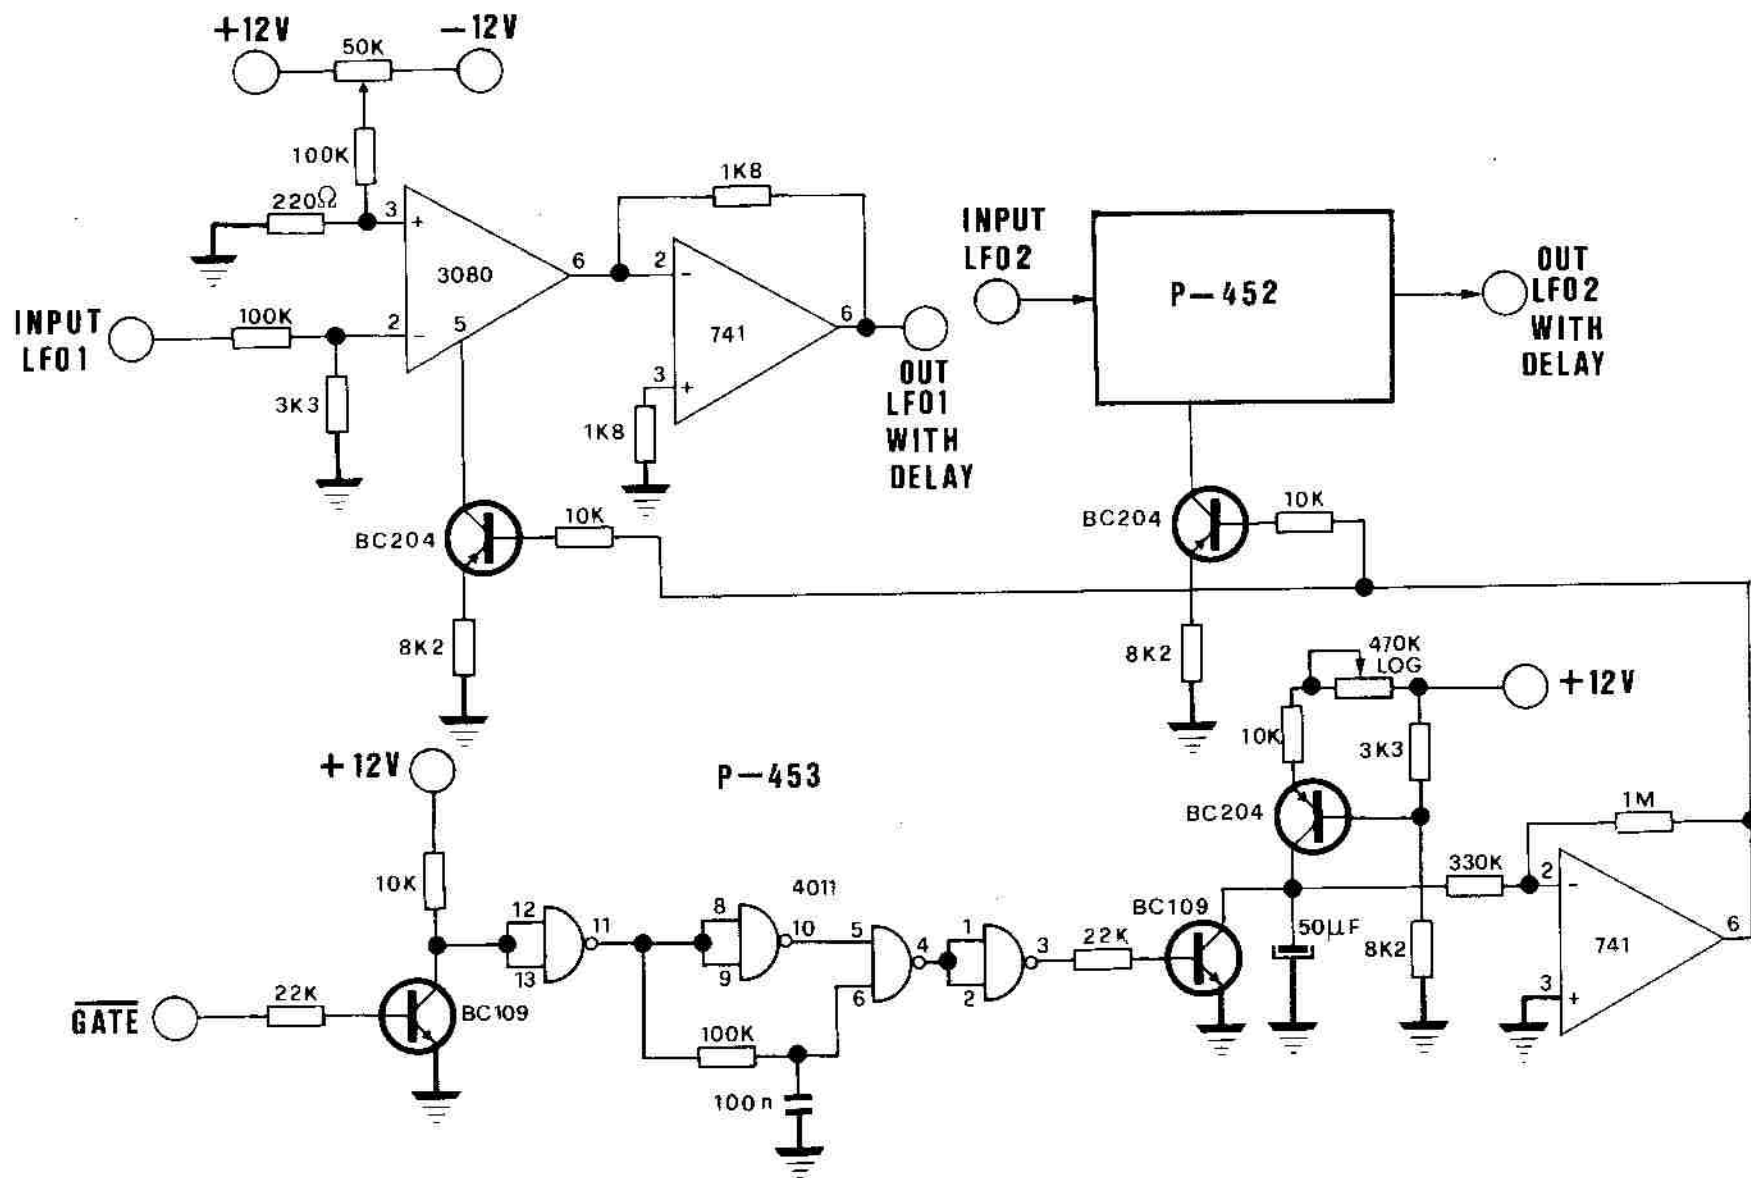 +12V
50K
-12V
100K
220Ω
3
+
3080
6
5
INPUT
LFO1
100K
2
-
3K3
1K8
2
-
741
6
3
+
1K8
OUT
LFO1
WITH
DELAY
INPUT
LFO2
P-452
OUT
LFO2
WITH
DELAY
BC204
10K
8K2
BC204
10K
8K2
470K
LOG
+12V
10K
3K3
BC204
1M
330K
2
-
741
6
3
+
8K2
50µF
+12V
P-453
10K
12
13
11
4011
8
9
10
5
6
4
1
2
3
22K
BC109
GATE
22K
BC109
100K
100n